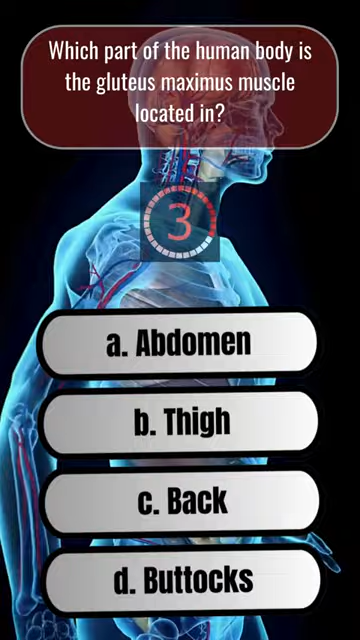 Which part of the human body is
the gluteus maximus muscle
located in?
3
a. Abdomen
b. Thigh
c. Back
d. Buttocks